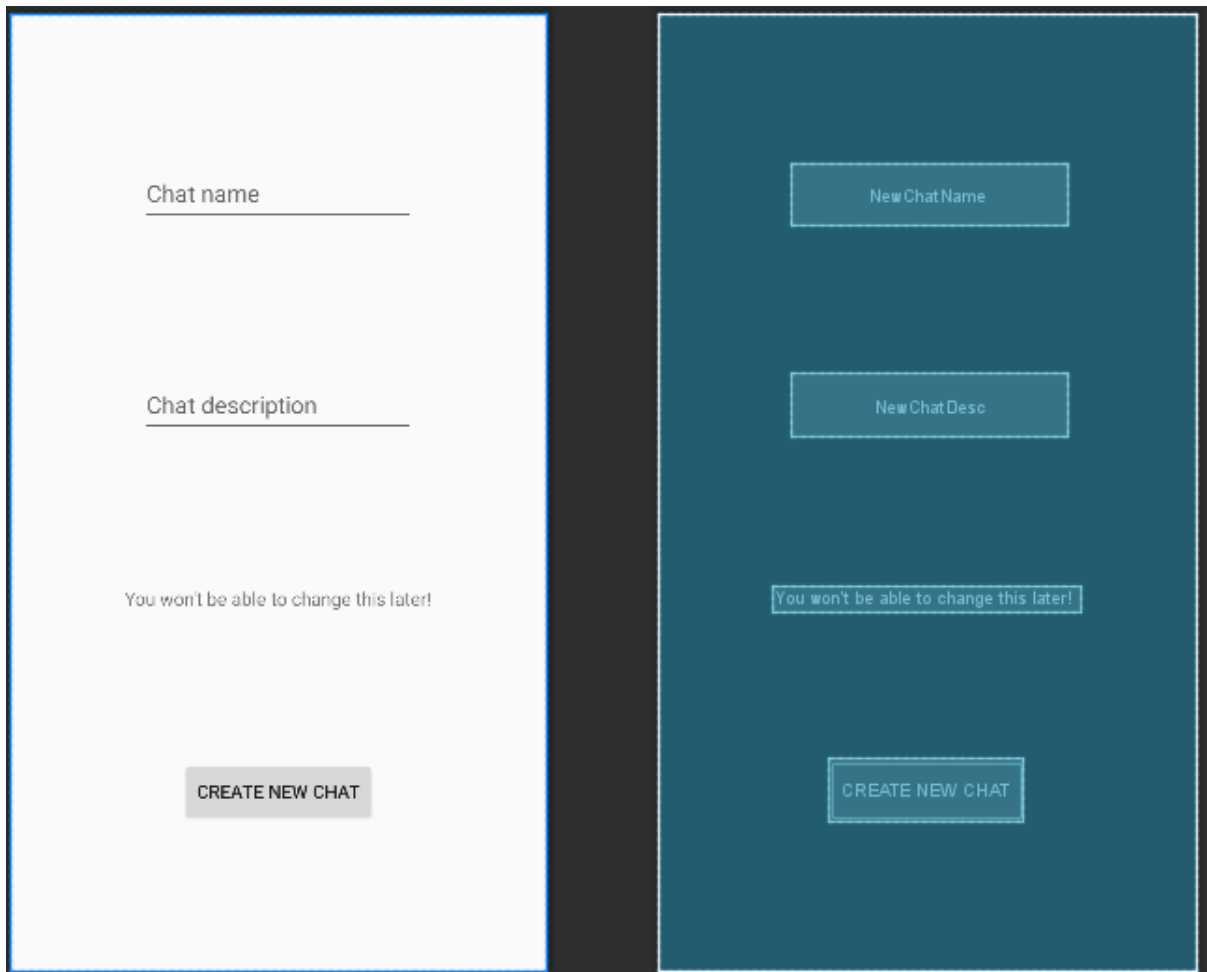 Chat name
Chat description
You won't be able to change this later!
CREATE NEW CHAT
NewChatName
NewChatDesc
You won't be able to change this later!
CREATE NEW CHAT